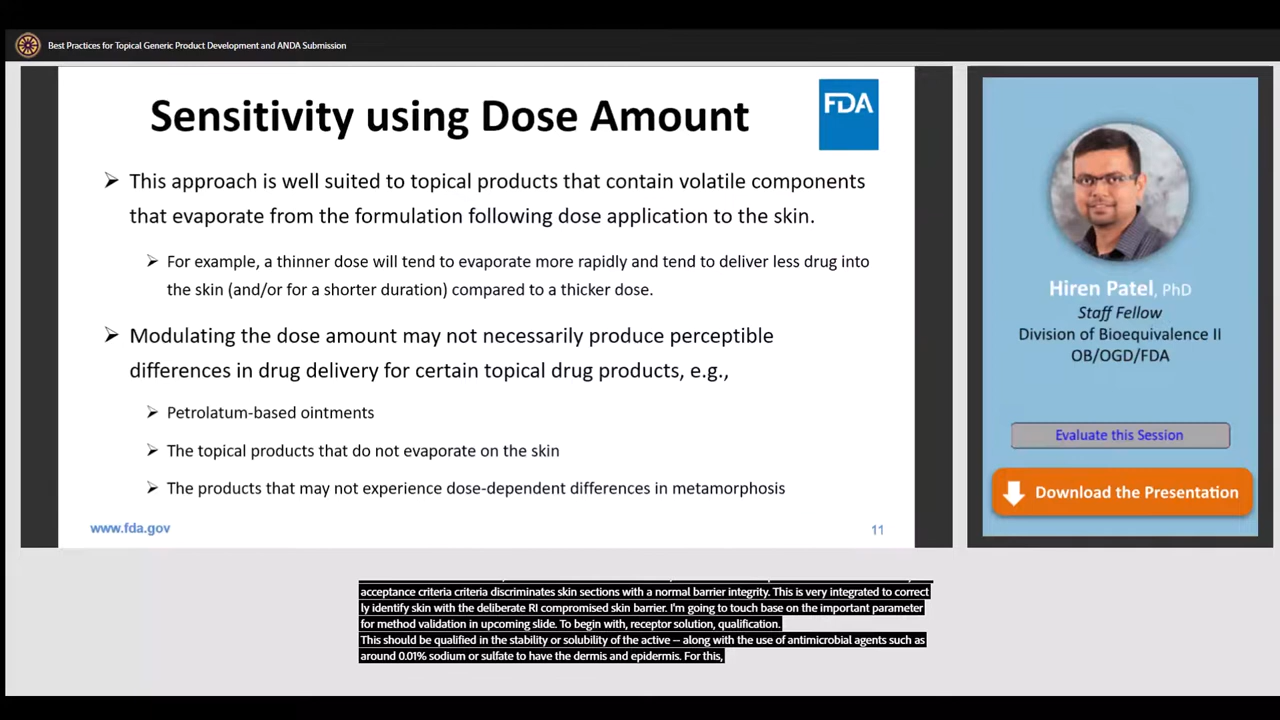 Best Practices for Topical Generic Product Development and ANDA Submission
Sensitivity using Dose Amount
FDA
This approach is well suited to topical products that contain volatile components
that evaporate from the formulation following dose application to the skin.
For example, a thinner dose will tend to evaporate more rapidly and tend to deliver less drug into
the skin (and/or for a shorter duration) compared to a thicker dose.
Modulating the dose amount may not necessarily produce perceptible
differences in drug delivery for certain topical drug products, e.g.,
Petrolatum-based ointments
The topical products that do not evaporate on the skin
The products that may not experience dose-dependent differences in metamorphosis
www.fda.gov
11
Hiren Patel, PhD
Staff Fellow
Division of Bioequivalence II
OB/OGD/FDA
Evaluate this Session
Download the Presentation
acceptance criteria criteria discriminates skin sections with a normal barrier integrity. This is very integrated to correct
ly identify skin with the deliberate RI compromised skin barrier. I'm going to touch base on the important parameter
for method validation in upcoming slide. To begin with, receptor solution, qualification.
This should be qualified in the stability or solubility of the active -- along with the use of antimicrobial agents such as
around 0.01% sodium or sulfate to have the dermis and epidermis. For this,